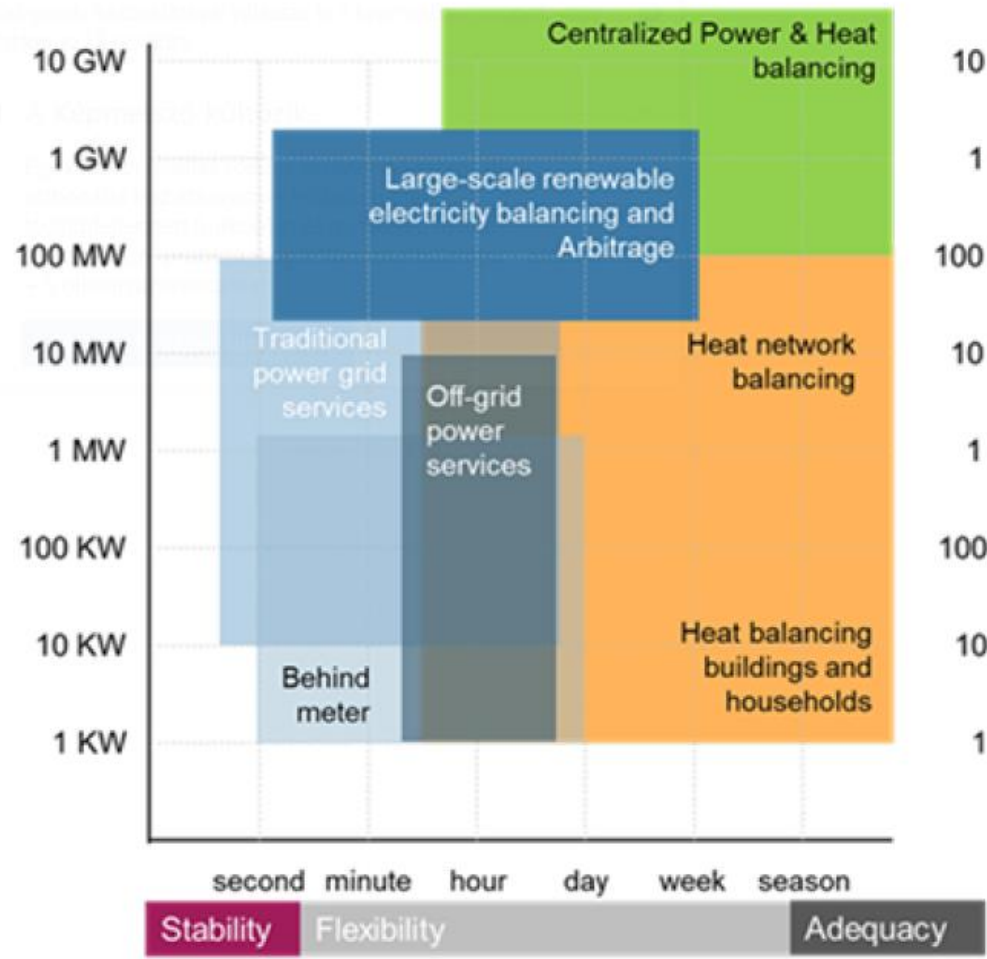 Centralized Power & Heat
balancing
10 GW
10
1 GW
1
Large-scale renewable
electricity balancing and
Arbitrage
100 MW
100
Traditional
power grid
services
10 MW
10
Heat network
balancing
Off-grid
power
services
1 MW
1
100 KW
100
10 KW
10
Heat balancing
buildings and
households
Behind
meter
1 KW
1
second minute hour day week season
Stability Flexibility Adequacy